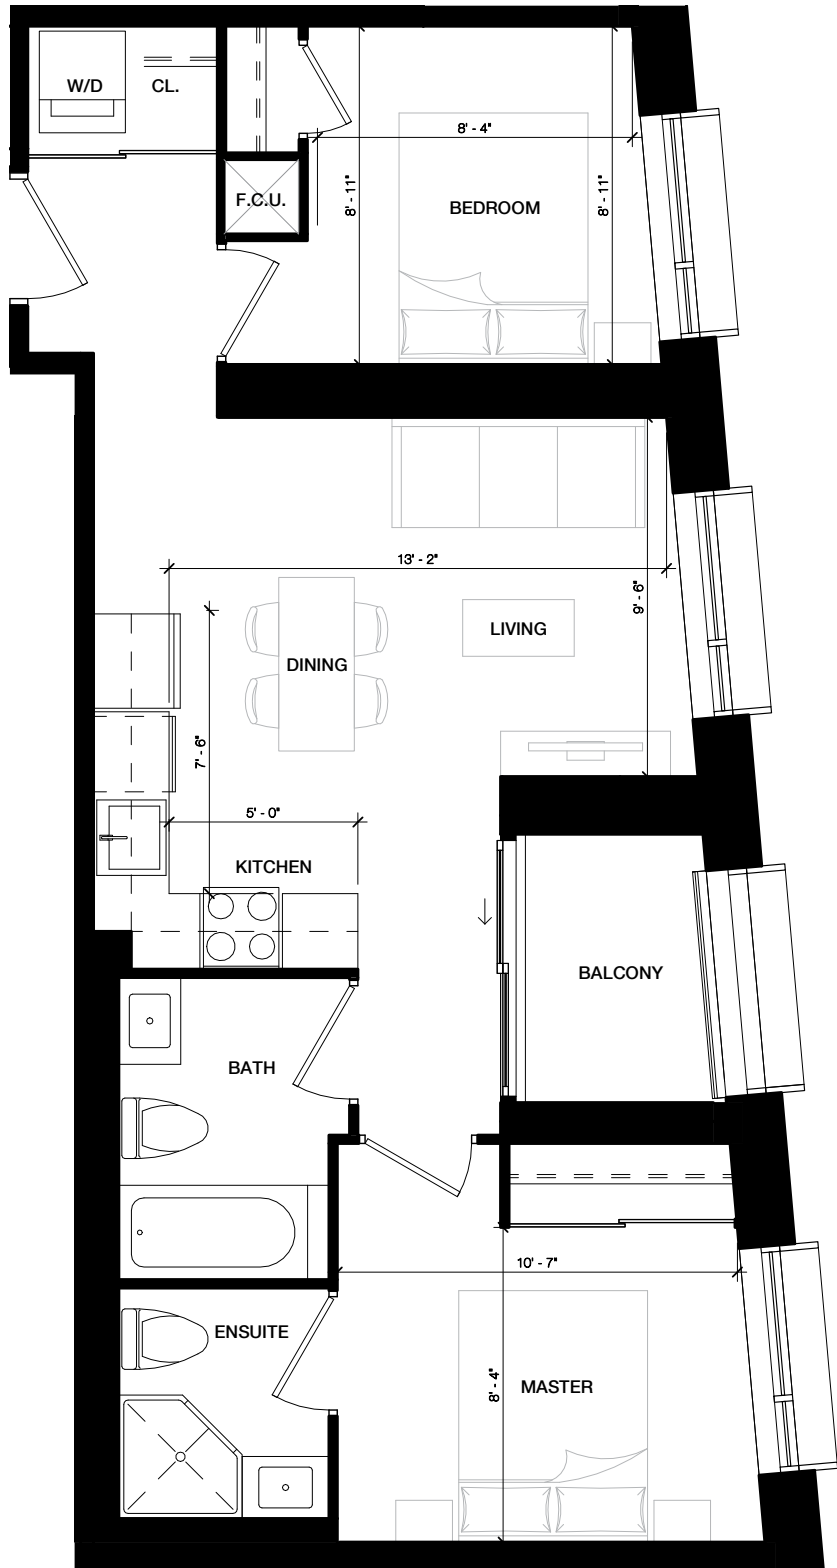 W/D
CL.
8' - 4"
F.C.U.
8' - 11"
BEDROOM
8' - 11"
13' - 2"
9' - 6"
LIVING
DINING
7' - 6"
5' - 0"
KITCHEN
BALCONY
BATH
10' - 7"
ENSUITE
8' - 4"
MASTER